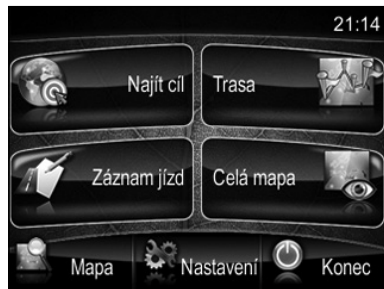 21:14
Najít cíl
Trasa
Záznam jízd
Celá mapa
Mapa
Nastavení
Konec